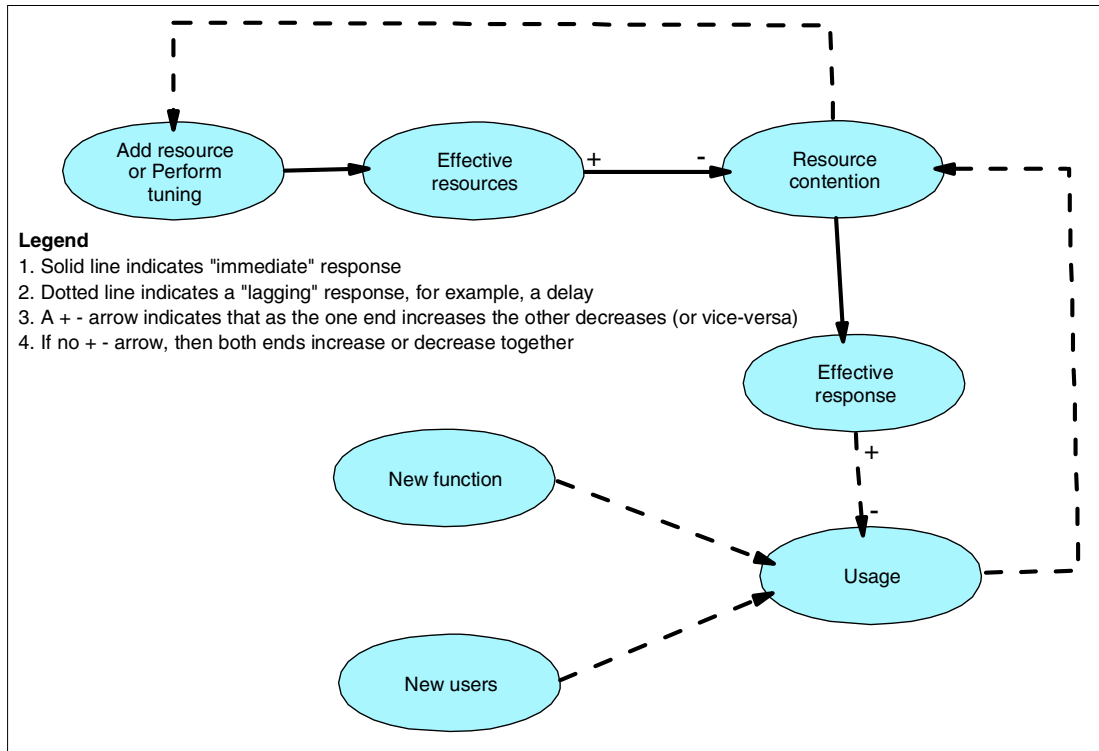 Add resource
or Perform
tuning
Effective
resources
+
-
Resource
contention
Legend
1. Solid line indicates "immediate" response
2. Dotted line indicates a "lagging" response, for example, a delay
3. A + - arrow indicates that as the one end increases the other decreases (or vice-versa)
4. If no + - arrow, then both ends increase or decrease together
Effective
response
+
-
New function
Usage
New users